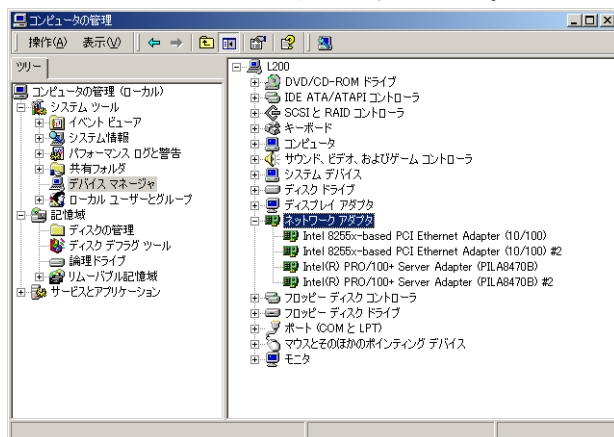 コンピュータの管理
操作(A) 表示(V)
ツリー
コンピュータの管理 (ローカル)
システム ツール
イベント ビューア
システム情報
パフォーマンス ログと警告
共有フォルダ
デバイス マネージャ
ローカル ユーザーとグループ
記憶域
ディスクの管理
ディスク デフラグ ツール
論理ドライブ
リムーバブル記憶域
サービスとアプリケーション
L200
DVD/CD-ROM ドライブ
IDE ATA/ATAPI コントローラ
SCSI と RAID コントローラ
キーボード
コンピュータ
サウンド、ビデオ、およびゲーム コントローラ
システム デバイス
ディスク ドライブ
ディスプレイ アダプタ
ネットワーク アダプタ
Intel 8255x-based PCI Ethernet Adapter (10/100)
Intel 8255x-based PCI Ethernet Adapter (10/100) #2
Intel(R) PRO/100+ Server Adapter (PILA8470B)
Intel(R) PRO/100+ Server Adapter (PILA8470B) #2
フロッピー ディスク コントローラ
フロッピー ディスク ドライブ
ポート (COM と LPT)
マウスとそのほかのポインティング デバイス
モニタ